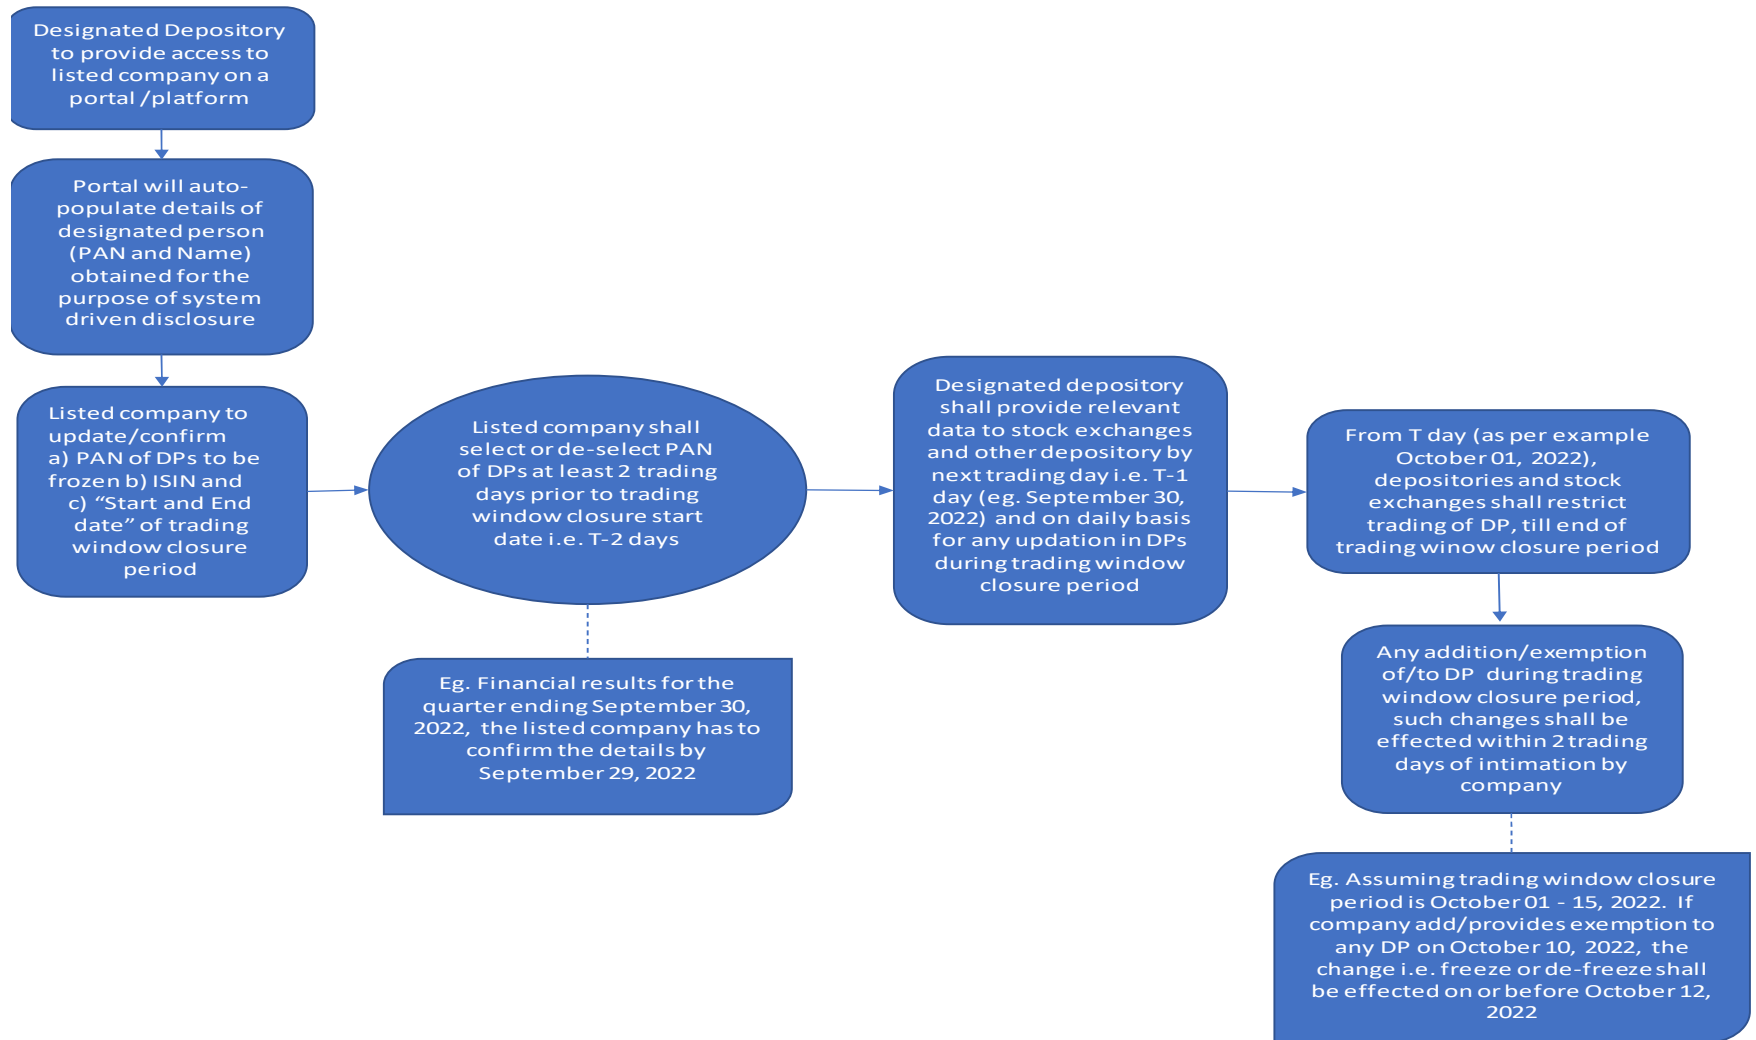 Designated Depository
to provide access to
listed company on a
portal /platform
Portal will auto-
populate details of
designated person
(PAN and Name)
obtained for the
purpose of system
driven disclosure
Listed company to
update/confirm
a) PAN of DPs to be
frozen b) ISIN and
c) “Start and End
date” of trading
window closure
period
Listed company shall
select or de-select PAN
of DPs at least 2 trading
days prior to trading
window closure start
date i.e. T-2 days
Eg. Financial results for the
quarter ending September 30,
2022, the listed company has to
confirm the details by
September 29, 2022
Designated depository
shall provide relevant
data to stock exchanges
and other depository by
next trading day i.e. T-1
day (eg. September 30,
2022) and on daily basis
for any updation in DPs
during trading window
closure period
From T day (as per example
October 01, 2022),
depositories and stock
exchanges shall restrict
trading of DP, till end of
trading winow closure period
Any addition/exemption
of/to DP during trading
window closure period,
such changes shall be
effected within 2 trading
days of intimation by
company
Eg. Assuming trading window closure
period is October 01 - 15, 2022. If
company add/provides exemption to
any DP on October 10, 2022, the
change i.e. freeze or de-freeze shall
be effected on or before October 12,
2022